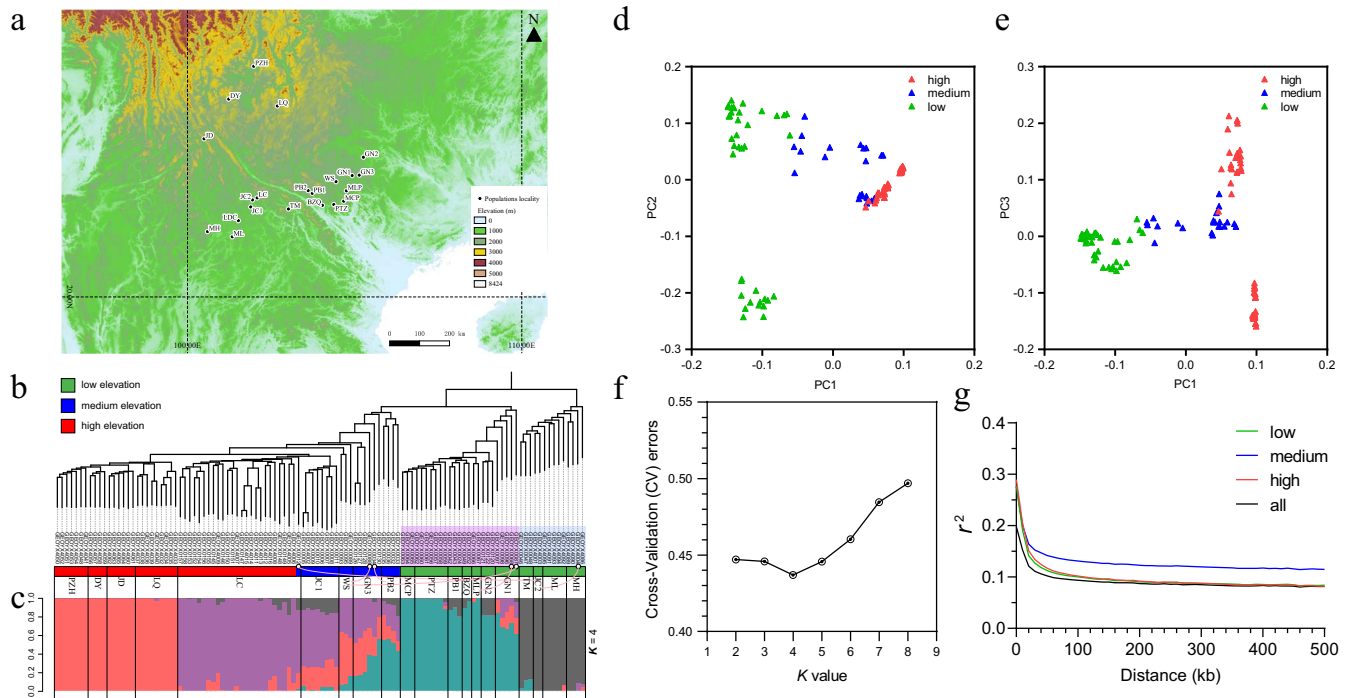 a
N
PZH
DY
LQ
JD
GN2
GN1
GN3
WS
PB2
PB1
MLP
MCP
BZQ
PTZ
JC2
LC
JC1
TM
LDC
MH
ML
Populations locality
Elevation (m)
0
1000
2000
3000
4000
5000
8424
0 100 200 km
20.00N
100.00E
110.00E
b
low elevation
medium elevation
high elevation
PZH DY JD LQ LC JC1 WS GN3 PB2 MCP PTZ PB1 BZQ MLP GN2 GN1 TM JC2 ML MH
c
1.0
0.8
0.6
0.4
0.2
0.0
K = 4
d
high
medium
low
PC2
0.2
0.1
0.0
-0.1
-0.2
-0.3
-0.2 -0.1 0.0 0.1 0.2
PC1
e
high
medium
low
PC3
0.3
0.2
0.1
0.0
-0.1
-0.2
-0.2 -0.1 0.0 0.1 0.2
PC1
f
Cross-Validation (CV) errors
0.55
0.50
0.45
0.40
1 2 3 4 5 6 7 8 9
K value
g
low
medium
high
all
r²
0.4
0.3
0.2
0.1
0.0
0 100 200 300 400 500
Distance (kb)